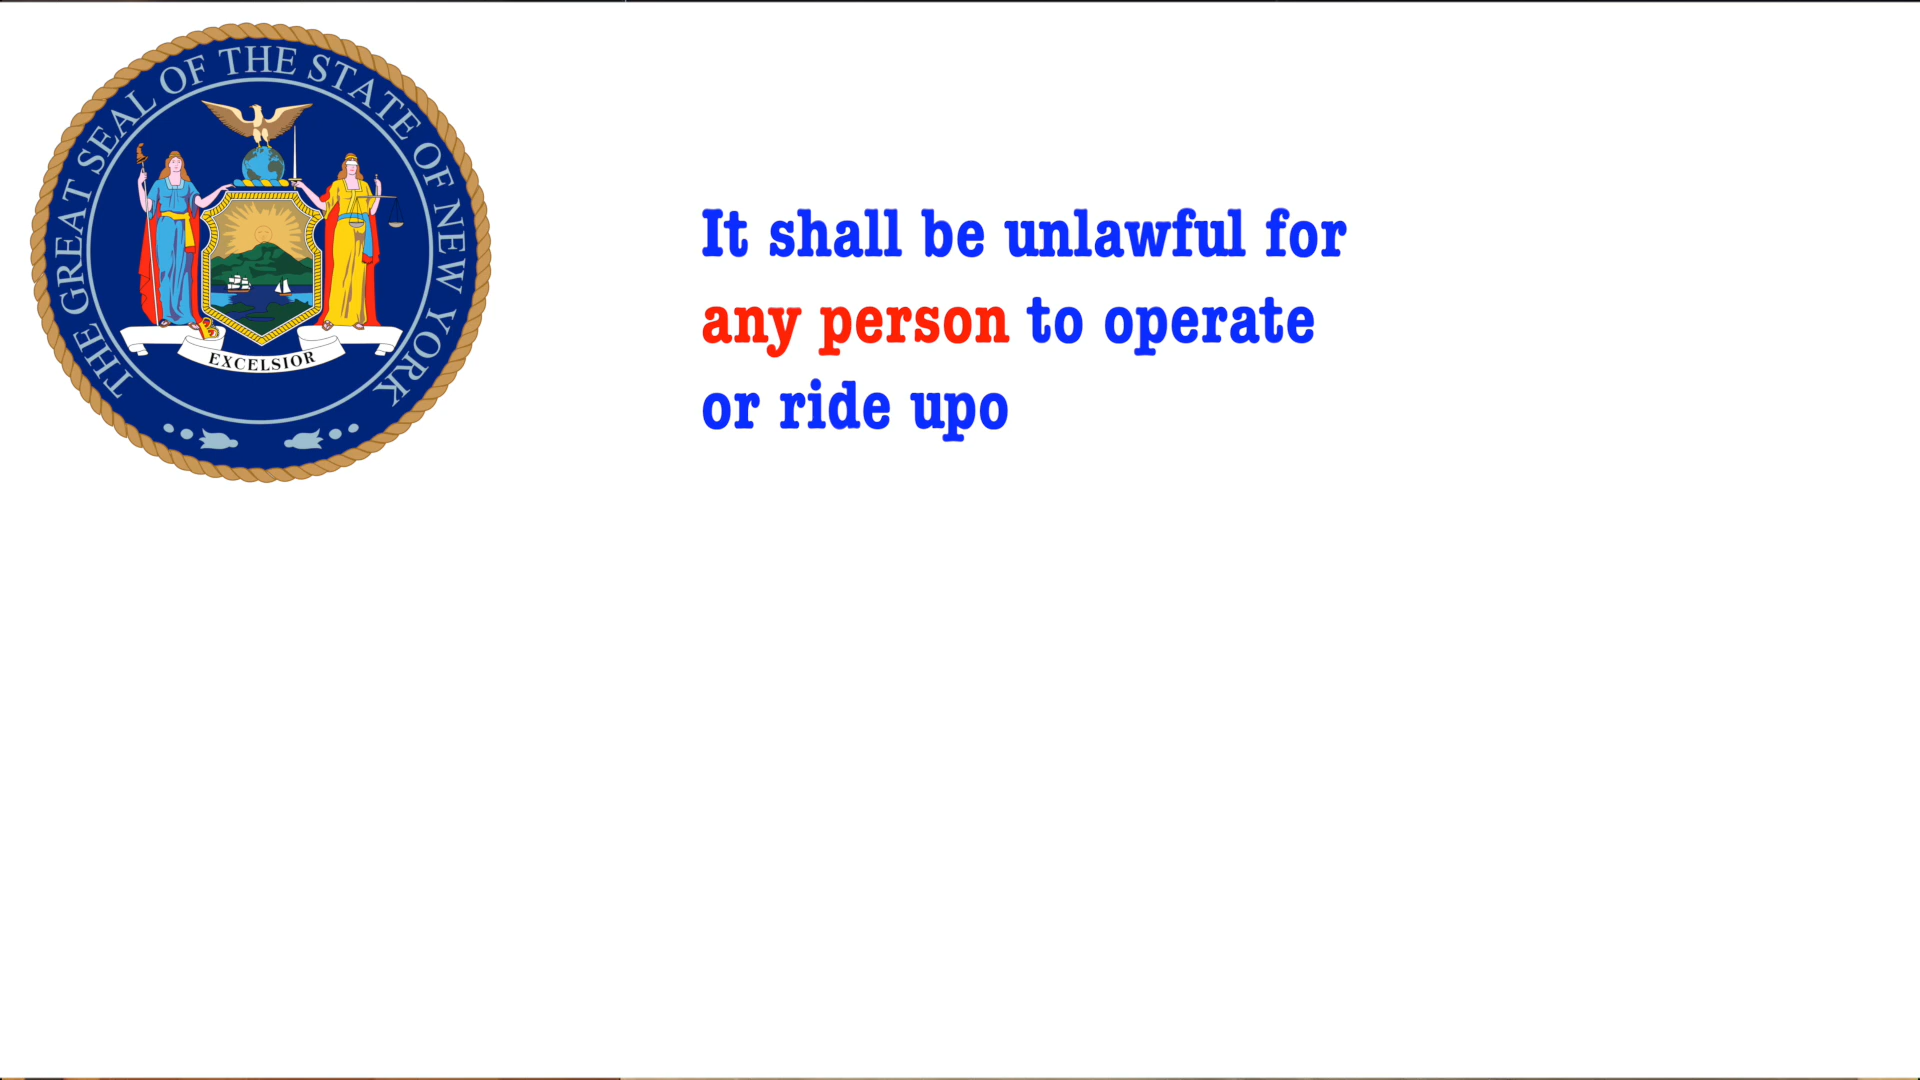 THE GREAT SEAL OF THE STATE OF NEW YORK
EXCELSIOR
It shall be unlawful for
any person to operate
or ride upo